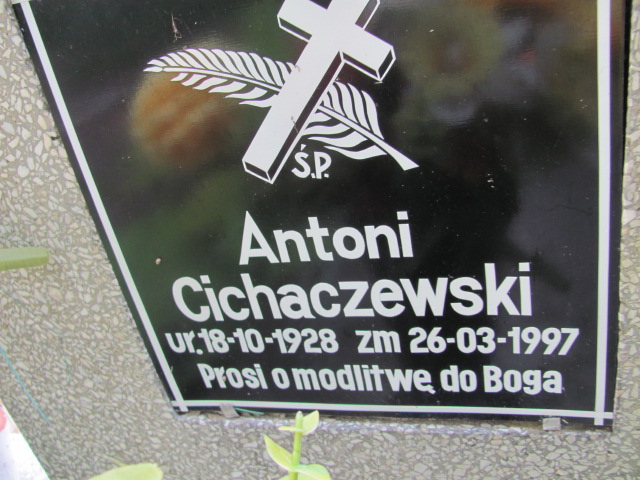 Ś.P.
Antoni
Cichaczewski
ur. 18-10-1928 zm 26-03-1997
Prosi o modlitwę do Boga